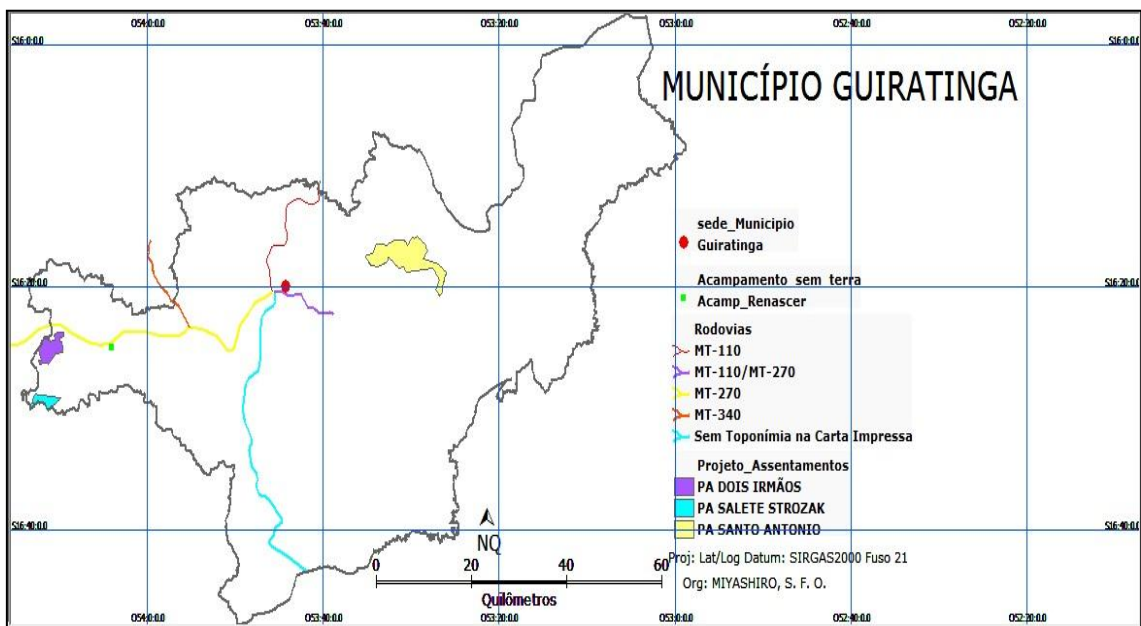 054:0:0.0 053:40:0.0 053:20:0.0 053:0:0.0 052:40:0.0 052:20:0.0
S16:0:0.0 S16:0:0.0
MUNICÍPIO GUIRATINGA
sede_Municipio
Guiratinga
S16:20:0.0 S16:20:0.0
Acampamento sem terra
Acamp_Renascer
Rodovias
MT-110
MT-110/MT-270
MT-270
MT-340
Sem Toponímia na Carta Impressa
Projeto_Assentamentos
PA DOIS IRMÃOS
PA SALETE STROZAK
PA SANTO ANTONIO
S16:40:0.0 S16:40:0.0
NQ
Proj: Lat/Log Datum: SIRGAS2000 Fuso 21
Org: MIYASHIRO, S. F. O.
0 20 40 60
Quilômetros
054:0:0.0 053:40:0.0 053:20:0.0 053:0:0.0 052:40:0.0 052:20:0.0